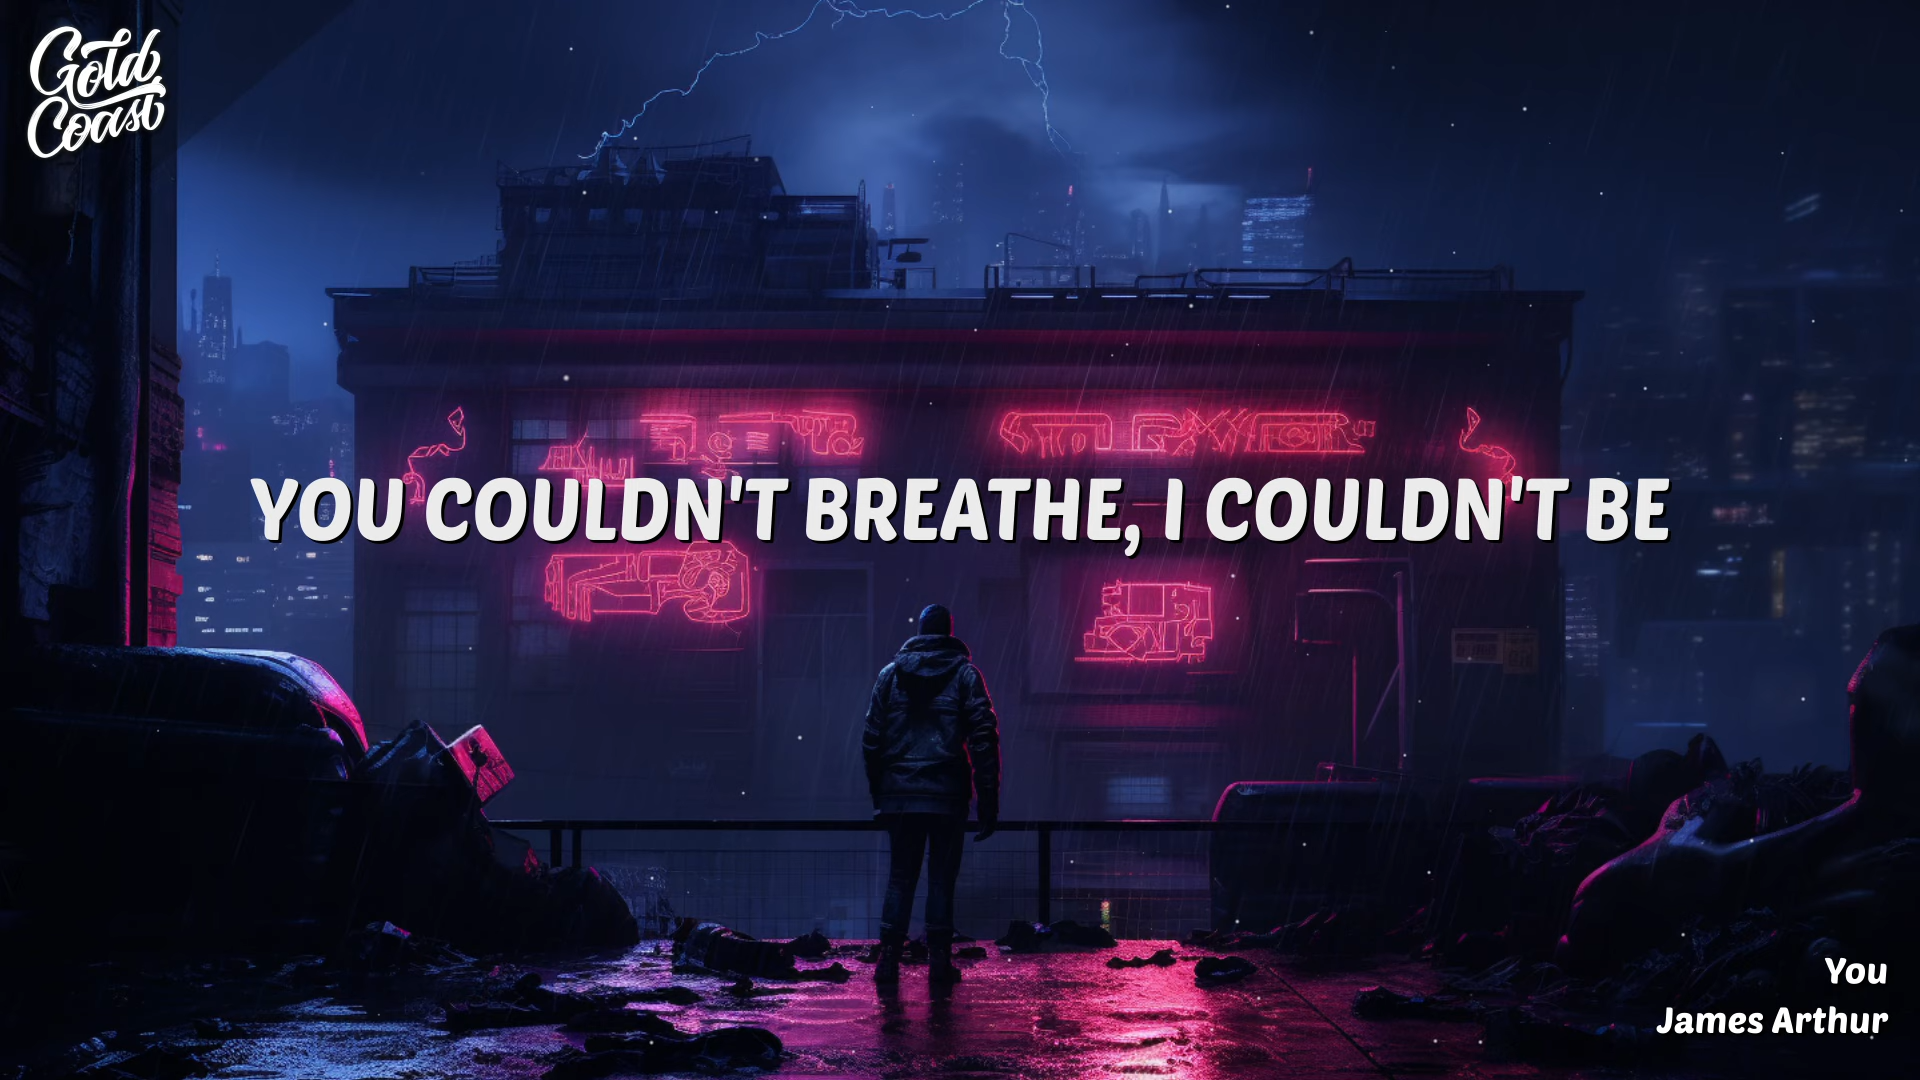 Gold
Coast
YOU COULDN'T BREATHE, I COULDN'T BE
You
James Arthur